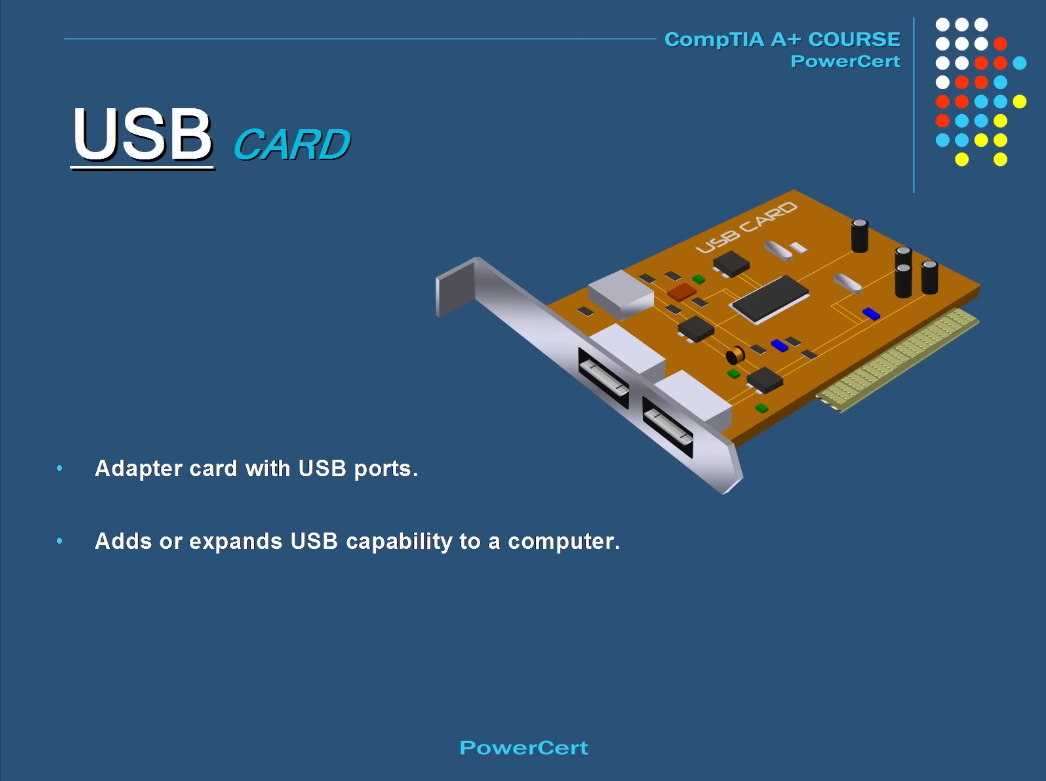 CompTIA A+ COURSE
PowerCert
USB CARD
USB CARD
• Adapter card with USB ports.
• Adds or expands USB capability to a computer.
PowerCert